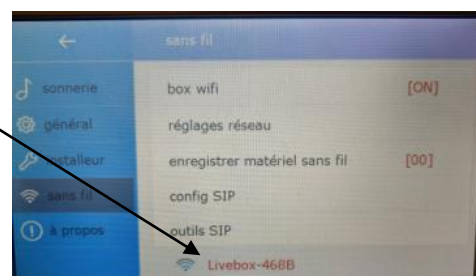 sans fil
sonnerie
box wifi [ON]
général
réglages réseau
installeur
enregistrer matériel sans fil [00]
sans fil
config SIP
à propos
outils SIP
Livebox-468B